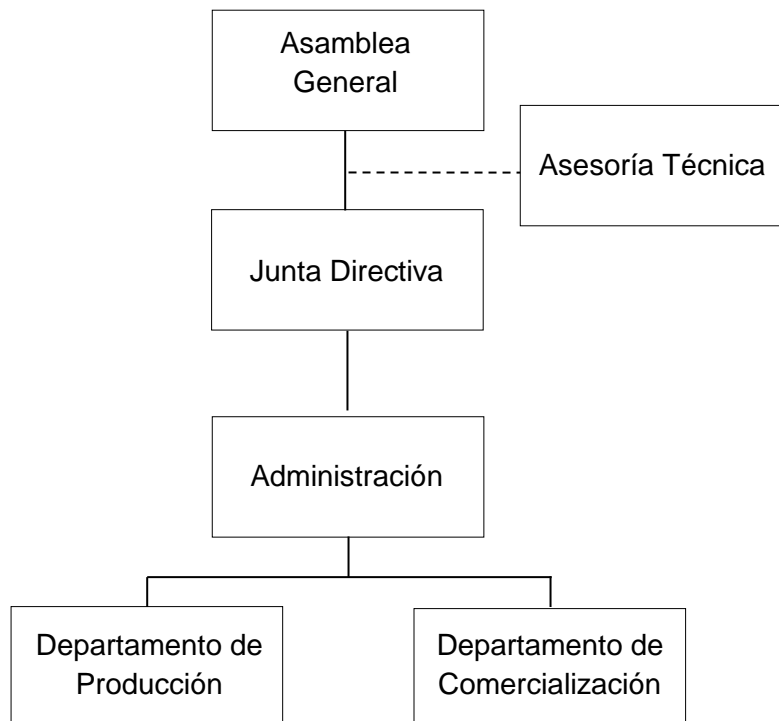 Asamblea
General
Asesoría Técnica
Junta Directiva
Administración
Departamento de
Producción
Departamento de
Comercialización